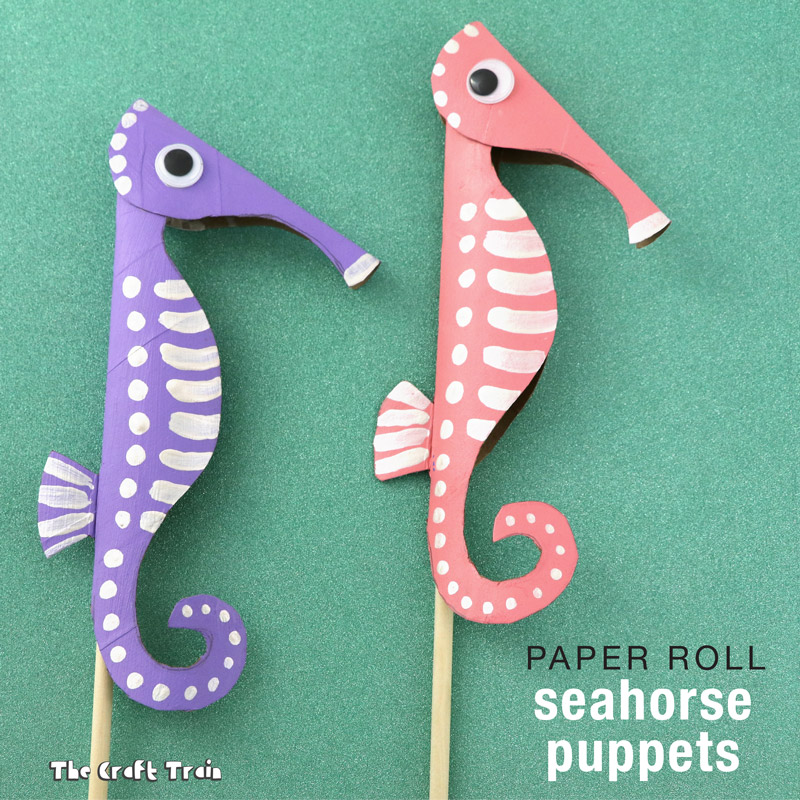 PAPER ROLL
seahorse
puppets
The Craft Train